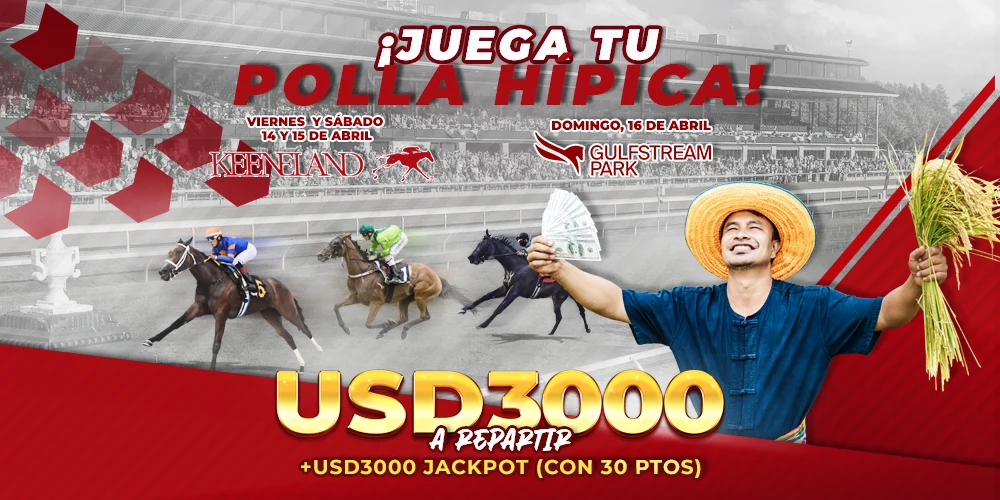 ¡JUEGA TU
POLLA HÍPICA!
VIERNES Y SÁBADO
14 Y 15 DE ABRIL
KEENELAND
DOMINGO, 16 DE ABRIL
GULFSTREAM
PARK
5
USD3000
A REPARTIR
+USD3000 JACKPOT (CON 30 PTOS)